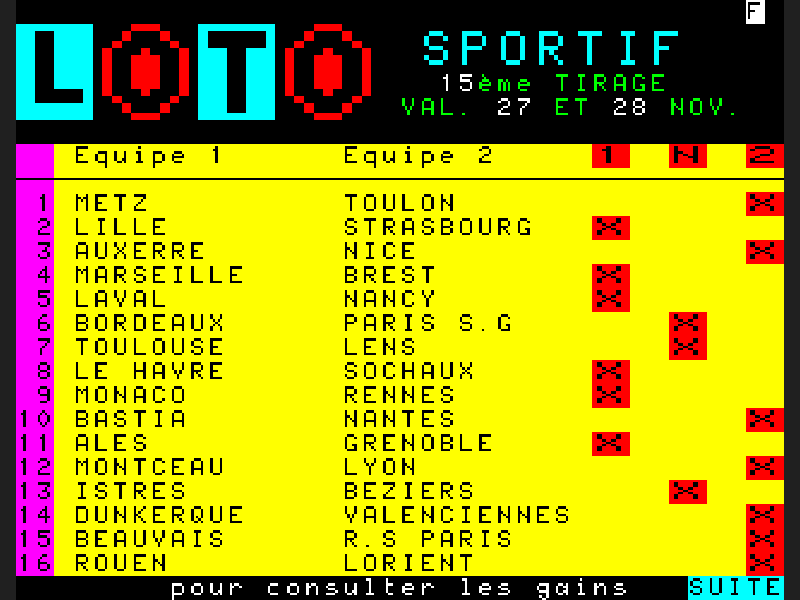 F
LOTO SPORTIF
15ème TIRAGE
VAL. 27 ET 28 NOV.
Equipe 1 Equipe 2 1 N 2
1 METZ TOULON X
2 LILLE STRASBOURG X
3 AUXERRE NICE X
4 MARSEILLE BREST X
5 LAVAL NANCY X
6 BORDEAUX PARIS S.G X
7 TOULOUSE LENS X
8 LE HAVRE SOCHAUX X
9 MONACO RENNES X
10 BASTIA NANTES X
11 ALES GRENOBLE X
12 MONTCEAU LYON X
13 ISTRES BEZIERS X
14 DUNKERQUE VALENCIENNES X
15 BEAUVAIS R.S PARIS X
16 ROUEN LORIENT X
pour consulter les gains SUITE